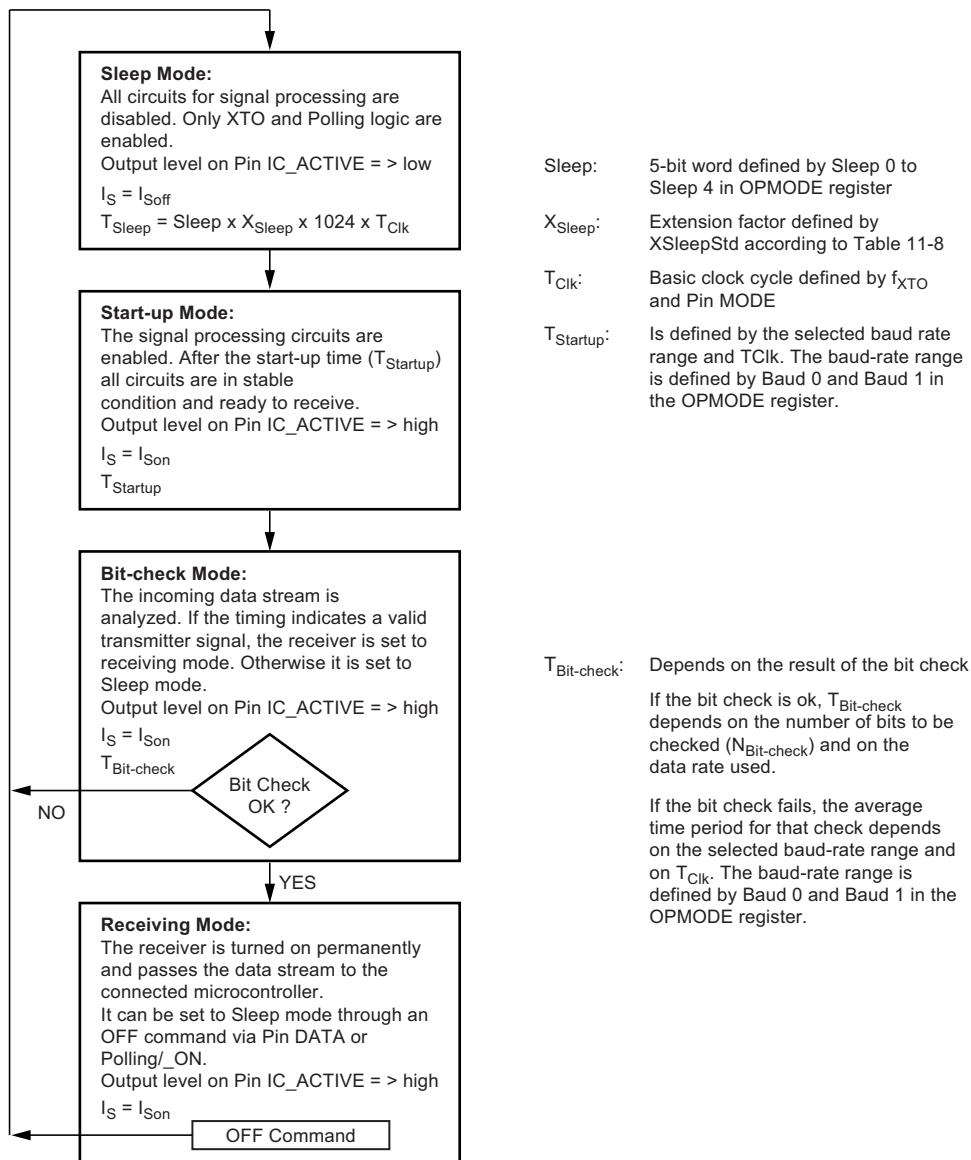 Sleep Mode:
All circuits for signal processing are
disabled. Only XTO and Polling logic are
enabled.
Output level on Pin IC_ACTIVE = > low
IS = ISoff
TSleep = Sleep x XSleep x 1024 x TClk
Sleep: 5-bit word defined by Sleep 0 to
Sleep 4 in OPMODE register
XSleep: Extension factor defined by
XSleepStd according to Table 11-8
TClk: Basic clock cycle defined by fXTO
and Pin MODE
TStartup: Is defined by the selected baud rate
range and TClk. The baud-rate range
is defined by Baud 0 and Baud 1 in
the OPMODE register.
Start-up Mode:
The signal processing circuits are
enabled. After the start-up time (TStartup)
all circuits are in stable
condition and ready to receive.
Output level on Pin IC_ACTIVE = > high
IS = ISon
TStartup
Bit-check Mode:
The incoming data stream is
analyzed. If the timing indicates a valid
transmitter signal, the receiver is set to
receiving mode. Otherwise it is set to
Sleep mode.
Output level on Pin IC_ACTIVE = > high
IS = ISon
TBit-check
Bit Check
OK ?
NO
YES
TBit-check: Depends on the result of the bit check
If the bit check is ok, TBit-check
depends on the number of bits to be
checked (NBit-check) and on the
data rate used.
If the bit check fails, the average
time period for that check depends
on the selected baud-rate range and
on TClk. The baud-rate range is
defined by Baud 0 and Baud 1 in the
OPMODE register.
Receiving Mode:
The receiver is turned on permanently
and passes the data stream to the
connected microcontroller.
It can be set to Sleep mode through an
OFF command via Pin DATA or
Polling/_ON.
Output level on Pin IC_ACTIVE = > high
IS = ISon
OFF Command